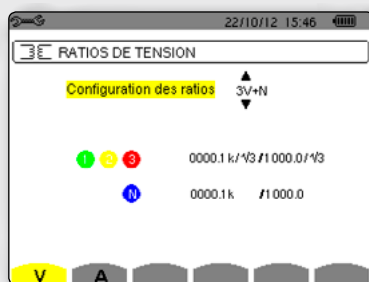 22/10/12 15:46
RATIOS DE TENSION
Configuration des ratios 3V+N
1 2 3 0000.1 k/√3 /1000.0/√3
N 0000.1 k /1000.0
V A